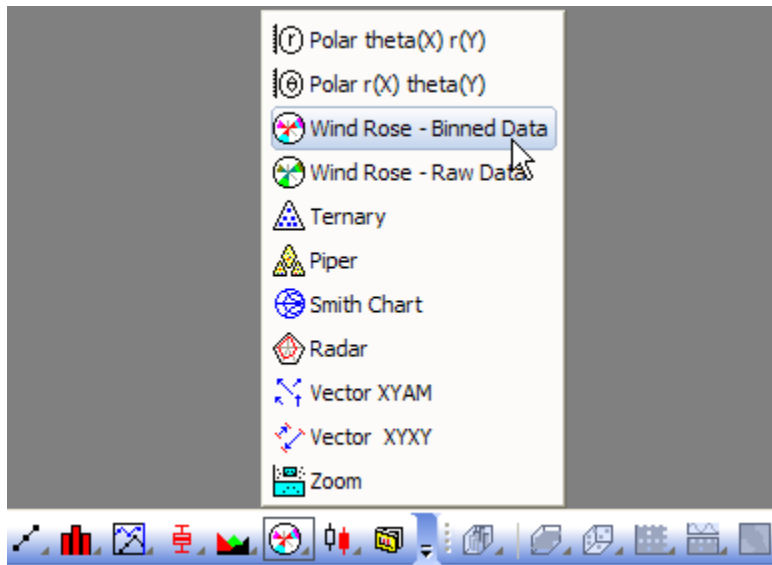 Polar theta(X) r(Y)
Polar r(X) theta(Y)
Wind Rose - Binned Data
Wind Rose - Raw Data
Ternary
Piper
Smith Chart
Radar
Vector XYAM
Vector XYXY
Zoom